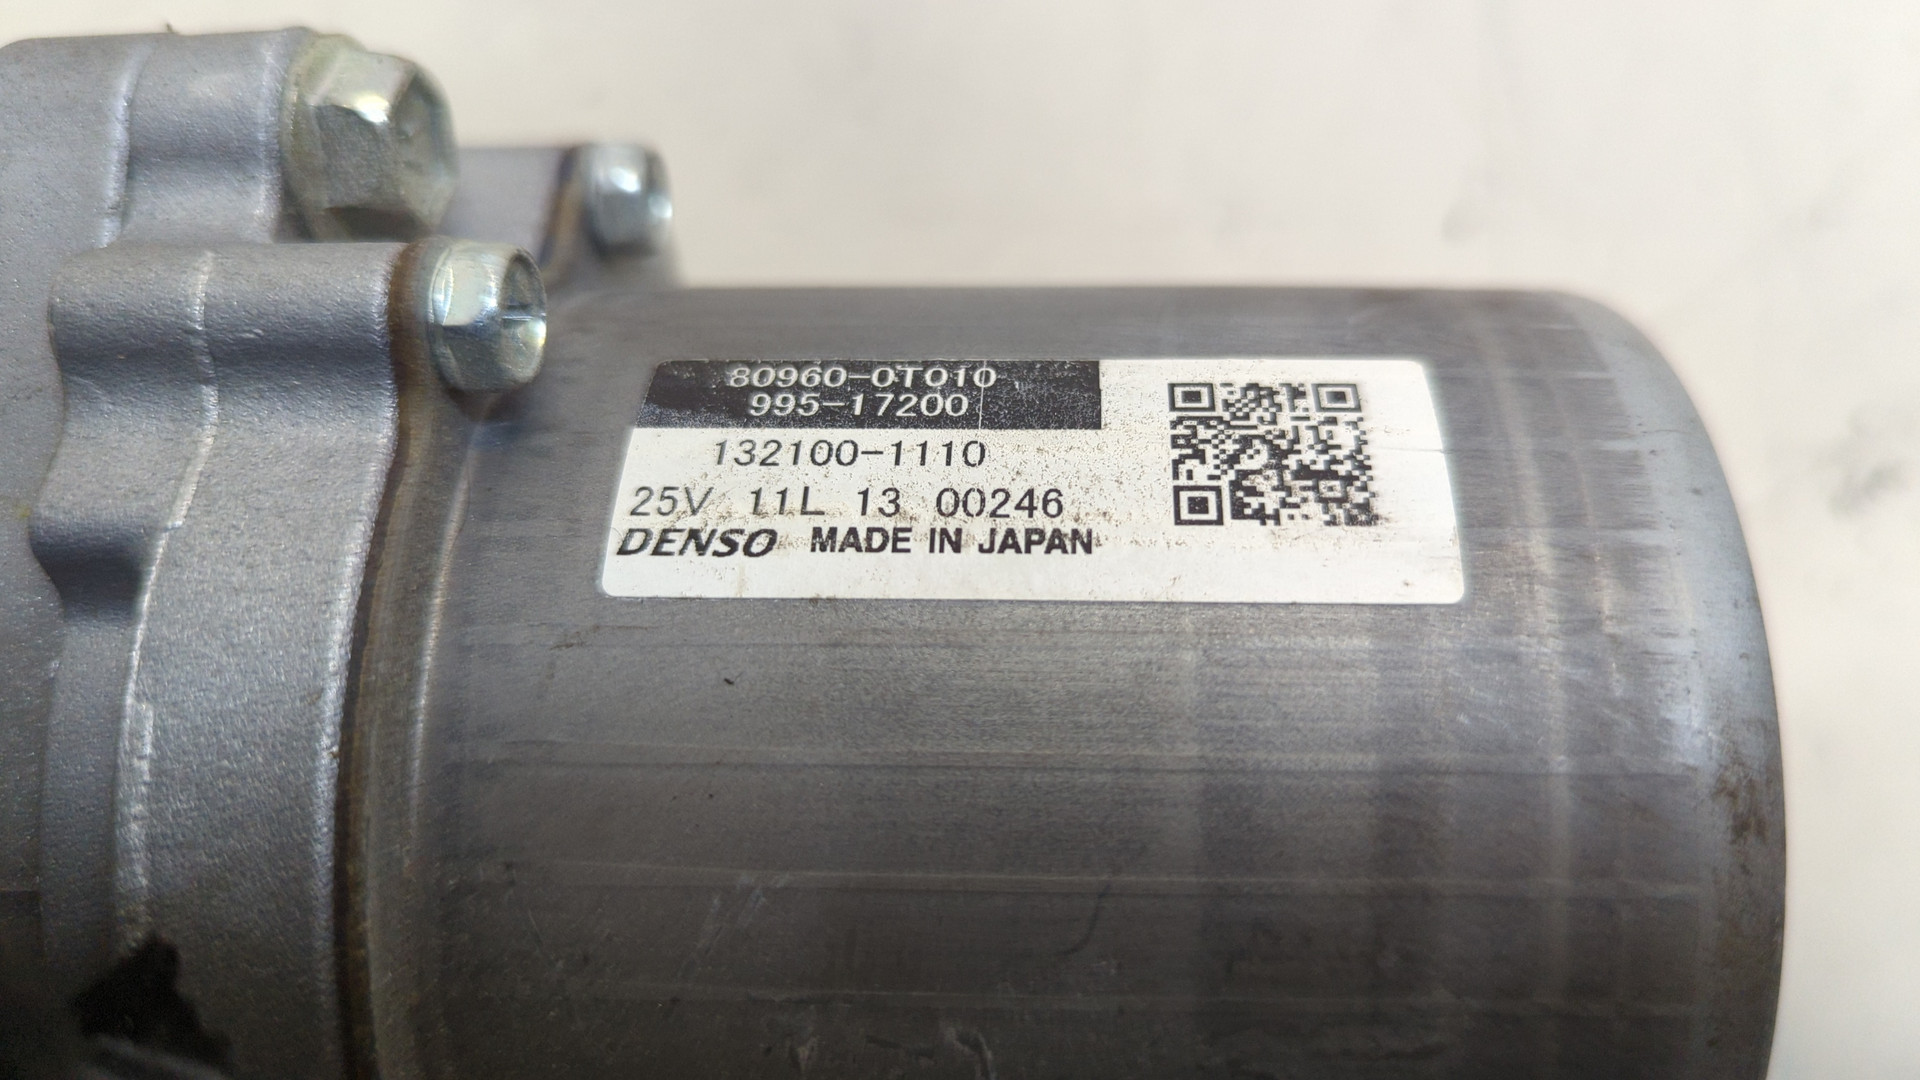 80960-0T010
995-17200
132100-1110
25V 11L 13 00246
DENSO MADE IN JAPAN